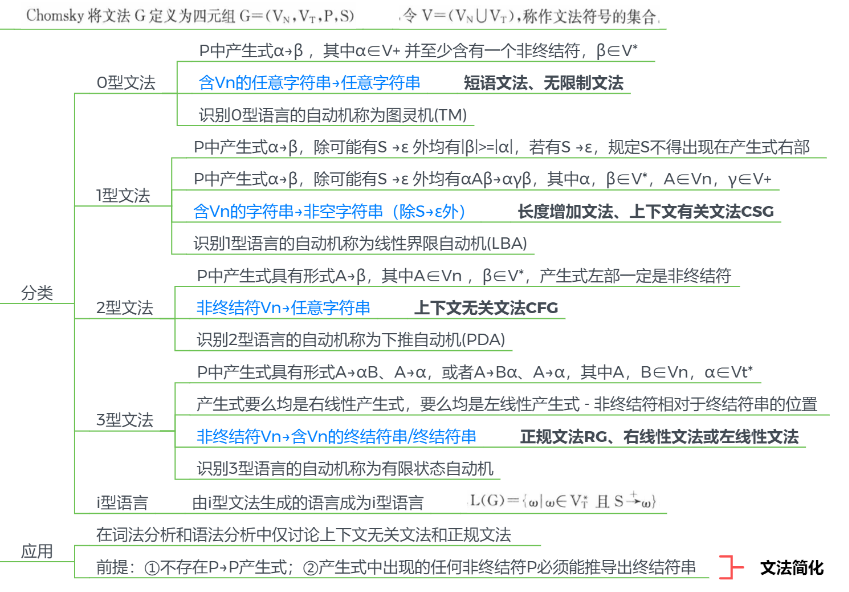 Chomsky 将文法 G 定义为四元组 G=(VN,VT,P,S) 令 V=(VN∪VT),称作文法符号的集合.
P中产生式α→β ，其中α∈V+ 并至少含有一个非终结符，β∈V*
0型文法
含Vn的任意字符串→任意字符串 短语文法、无限制文法
识别0型语言的自动机称为图灵机(TM)
P中产生式α→β，除可能有S →ε 外均有|β|>=|α|，若有S →ε，规定S不得出现在产生式右部
P中产生式α→β，除可能有S →ε 外均有αAβ→αγβ，其中α，β∈V*，A∈Vn，γ∈V+
1型文法
含Vn的字符串→非空字符串（除S→ε外） 长度增加文法、上下文有关文法CSG
识别1型语言的自动机称为线性界限自动机(LBA)
分类
P中产生式具有形式A→β，其中A∈Vn ，β∈V*，产生式左部一定是非终结符
2型文法
非终结符Vn→任意字符串 上下文无关文法CFG
识别2型语言的自动机称为下推自动机(PDA)
P中产生式具有形式A→αB、A→α，或者A→Bα、A→α，其中A，B∈Vn，α∈Vt*
产生式要么均是右线性产生式，要么均是左线性产生式 - 非终结符相对于终结符串的位置
3型文法
非终结符Vn→含Vn的终结符串/终结符串 正规文法RG、右线性文法或左线性文法
识别3型语言的自动机称为有限状态自动机
i型语言 由i型文法生成的语言成为i型语言 L(G)={ω|ω∈VT* 且 S+→ω}
应用
在词法分析和语法分析中仅讨论上下文无关文法和正规文法
前提：①不存在P→P产生式；②产生式中出现的任何非终结符P必须能推导出终结符串 文法简化